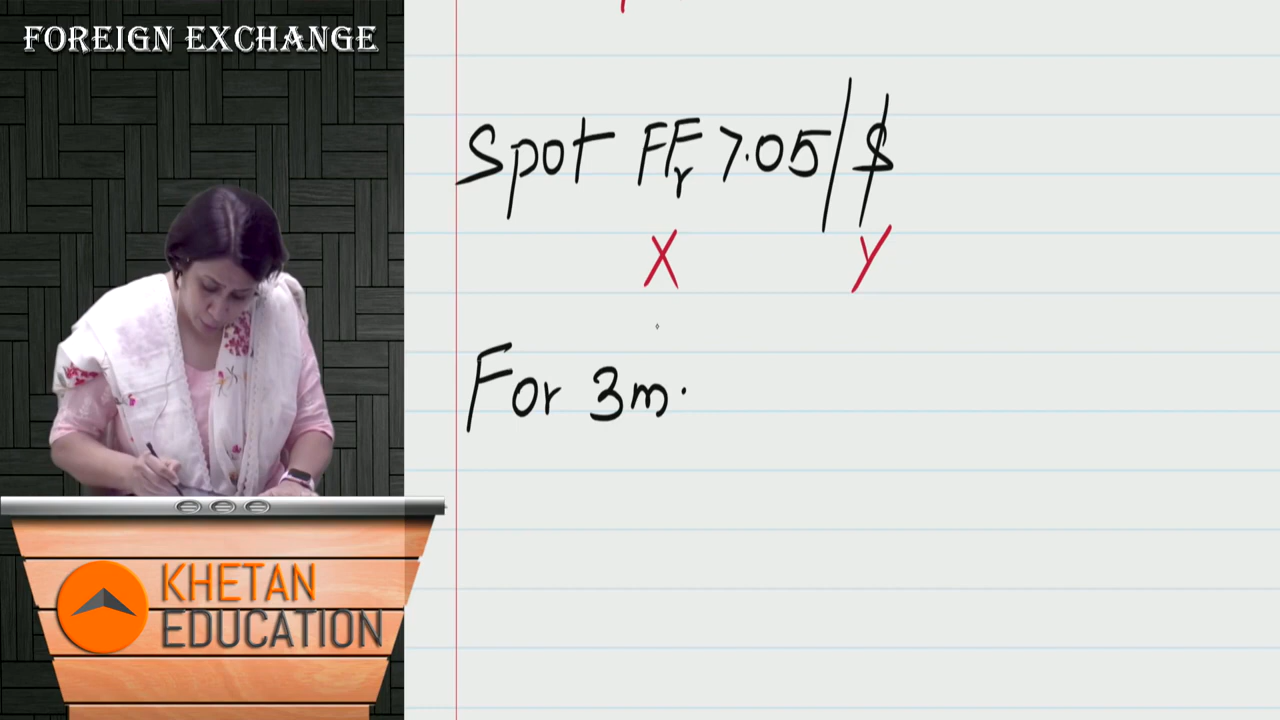 FOREIGN EXCHANGE
Spot FFr 7.05/$
X Y
For 3m.
KHETAN
EDUCATION